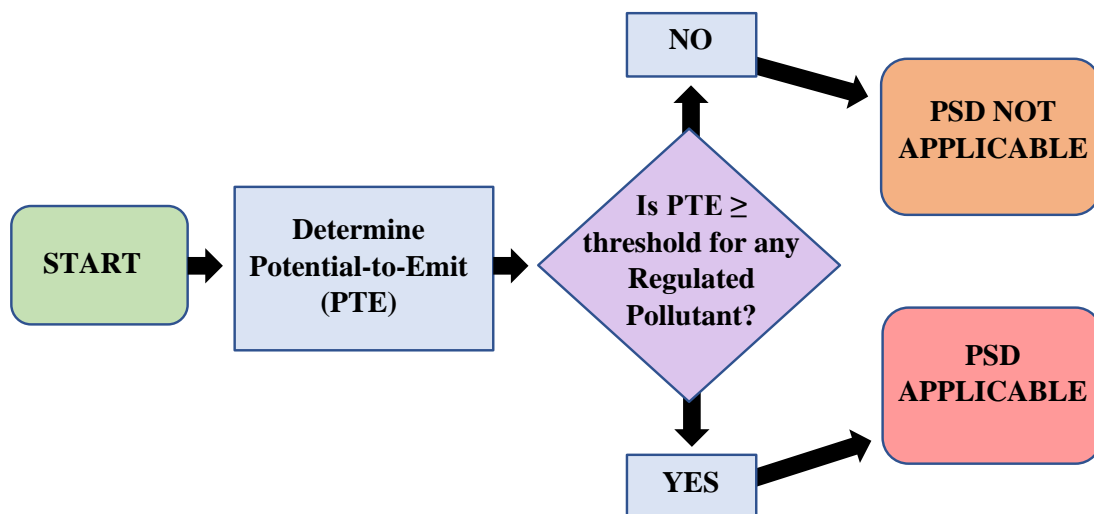 START
Determine
Potential-to-Emit
(PTE)
Is PTE ≥
threshold for any
Regulated
Pollutant?
NO
PSD NOT
APPLICABLE
YES
PSD
APPLICABLE